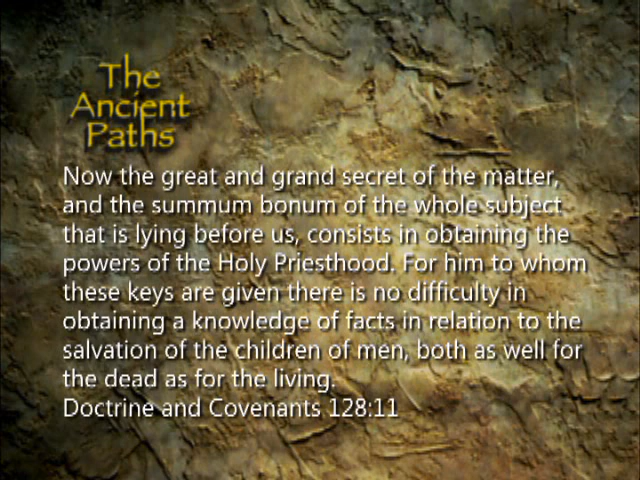 The
Ancient
Paths
Now the great and grand secret of the matter,
and the summum bonum of the whole subject
that is lying before us, consists in obtaining the
powers of the Holy Priesthood. For him to whom
these keys are given there is no difficulty in
obtaining a knowledge of facts in relation to the
salvation of the children of men, both as well for
the dead as for the living.
Doctrine and Covenants 128:11